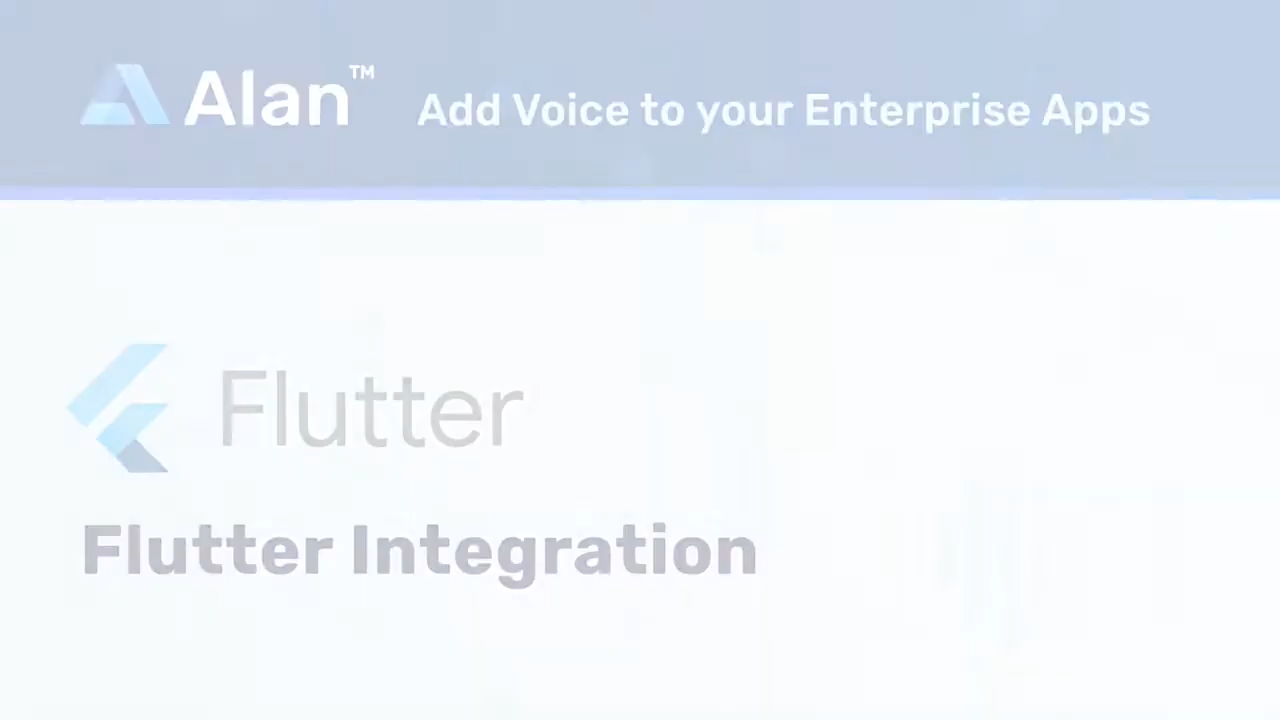 Alan™ Add Voice to your Enterprise Apps
Flutter
Flutter Integration